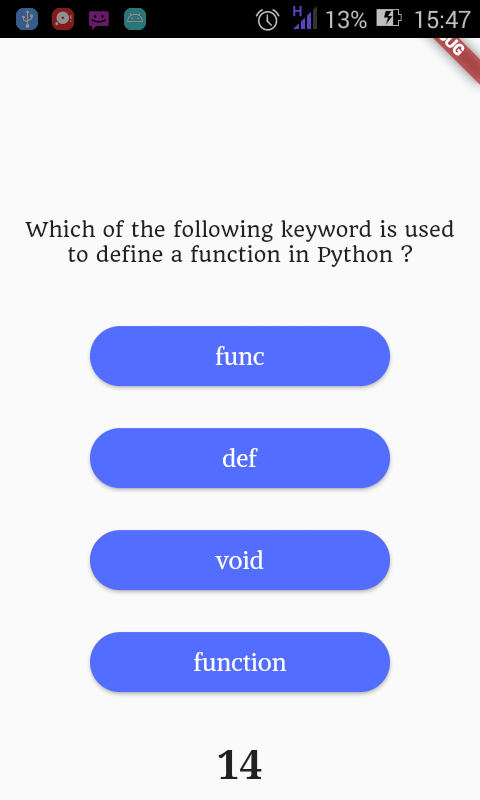 H 13% 15:47
Which of the following keyword is used
to define a function in Python ?
func
def
void
function
14